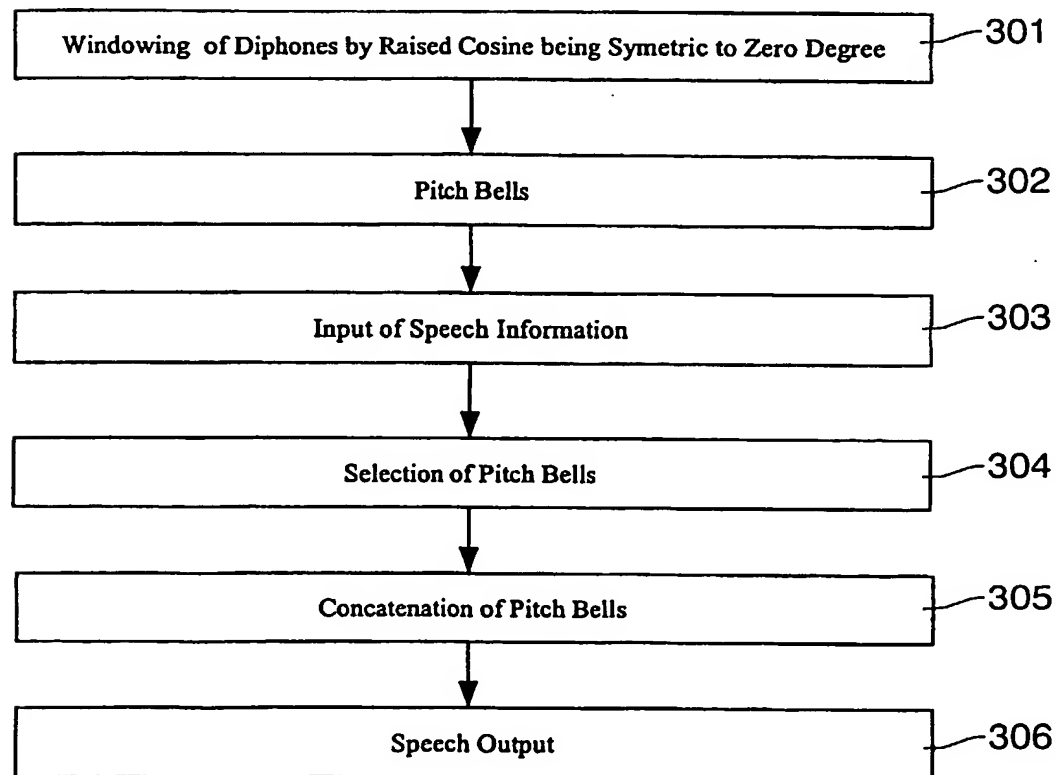 Windowing of Diphones by Raised Cosine being Symetric to Zero Degree 301
Pitch Bells 302
Input of Speech Information 303
Selection of Pitch Bells 304
Concatenation of Pitch Bells 305
Speech Output 306